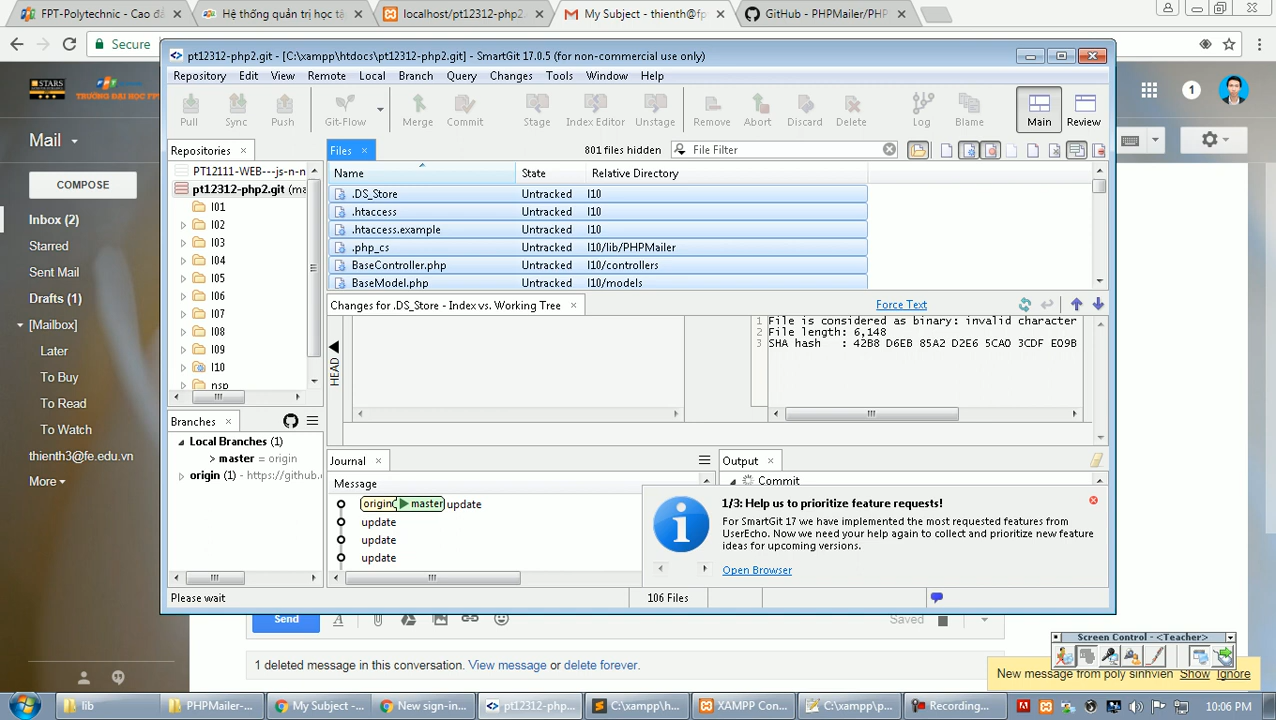 FPT-Polytechnic - Cao đẳ
Hệ thống quản trị học tậ
localhost/pt12312-php2
My Subject - thienth@fp
GitHub - PHPMailer/PHP
Secure
pt12312-php2.git - [C:\xampp\htdocs\pt12312-php2.git] - SmartGit 17.0.5 (for non-commercial use only)
Repository Edit View Remote Local Branch Query Changes Tools Window Help
Pull Sync Push Git-Flow Merge Commit Stage Index Editor Unstage Remove Abort Discard Delete Log Blame Main Review
STARS
TRƯỜNG ĐẠI HỌC FPT
1
Mail
COMPOSE
Inbox (2)
Starred
Sent Mail
Drafts (1)
[Mailbox]
Later
To Buy
To Read
To Watch
thienth3@fe.edu.vn
More
Repositories
PT12111-WEB---js-n-n
pt12312-php2.git (ma
l01
l02
l03
l04
l05
l06
l07
l08
l09
l10
nsp
Files 801 files hidden File Filter
Name State Relative Directory
.DS_Store Untracked l10
.htaccess Untracked l10
.htaccess.example Untracked l10
.php_cs Untracked l10/lib/PHPMailer
BaseController.php Untracked l10/controllers
BaseModel.php Untracked l10/models
Changes for .DS_Store - Index vs. Working Tree Force Text
HEAD
1 File is considered as binary: invalid character
2 File length: 6,148
3 SHA hash : 42B8 D6EB 85A2 D2E6 5CA0 3CDF E09B
Branches
Local Branches (1)
> master = origin
origin (1) - https://github.
Journal
Message
origin master update
update
update
update
Output
Commit
1/3: Help us to prioritize feature requests!
For SmartGit 17 we have implemented the most requested features from
UserEcho. Now we need your help again to collect and prioritize new feature
ideas for upcoming versions.
Open Browser
Please wait
106 Files
Send
Saved
1 deleted message in this conversation. View message or delete forever.
Screen Control - <Teacher>
New message from poly sinhvien Show Ignore
lib
PHPMailer-...
My Subject -...
New sign-in...
pt12312-php...
C:\xampp\h...
XAMPP Con...
C:\xampp\p...
Recording...
10:06 PM